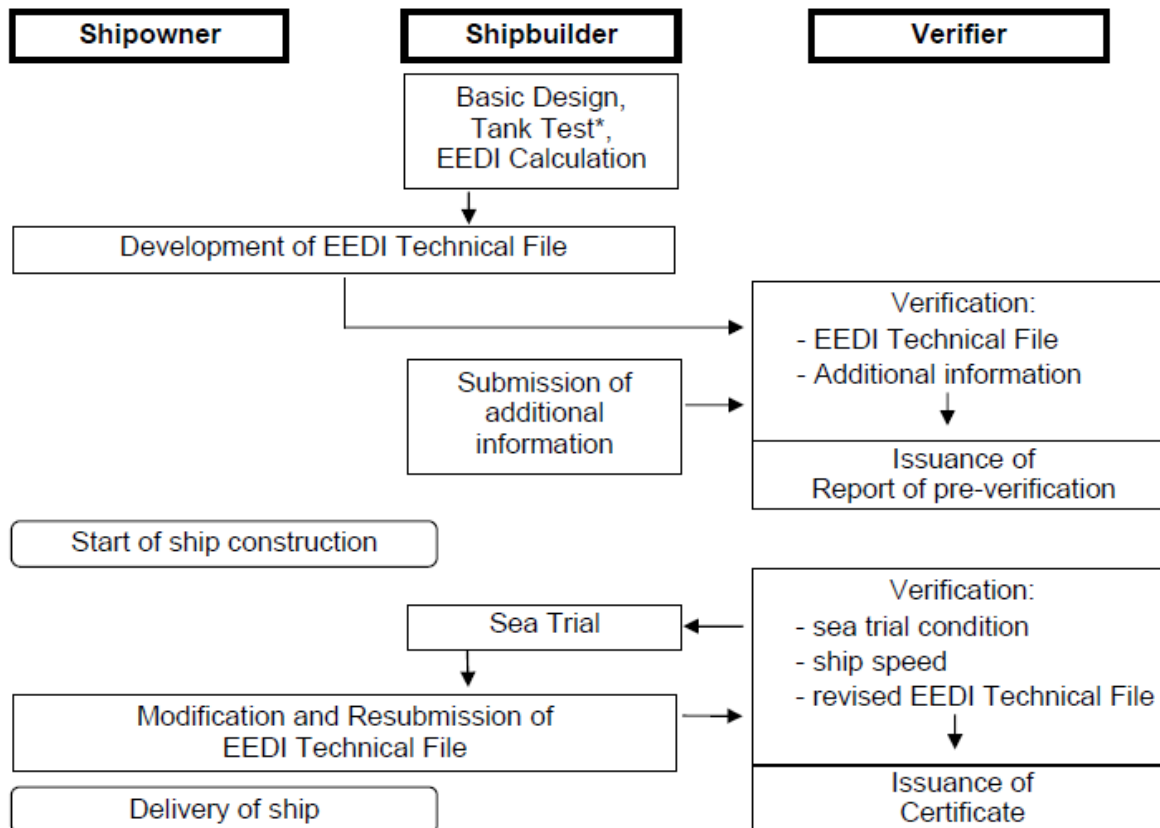 Shipowner
Shipbuilder
Verifier
Basic Design,
Tank Test*,
EEDI Calculation
Development of EEDI Technical File
Verification:
- EEDI Technical File
- Additional information
Submission of
additional
information
Issuance of
Report of pre-verification
Start of ship construction
Verification:
- sea trial condition
- ship speed
- revised EEDI Technical File
Sea Trial
Modification and Resubmission of
EEDI Technical File
Issuance of
Certificate
Delivery of ship